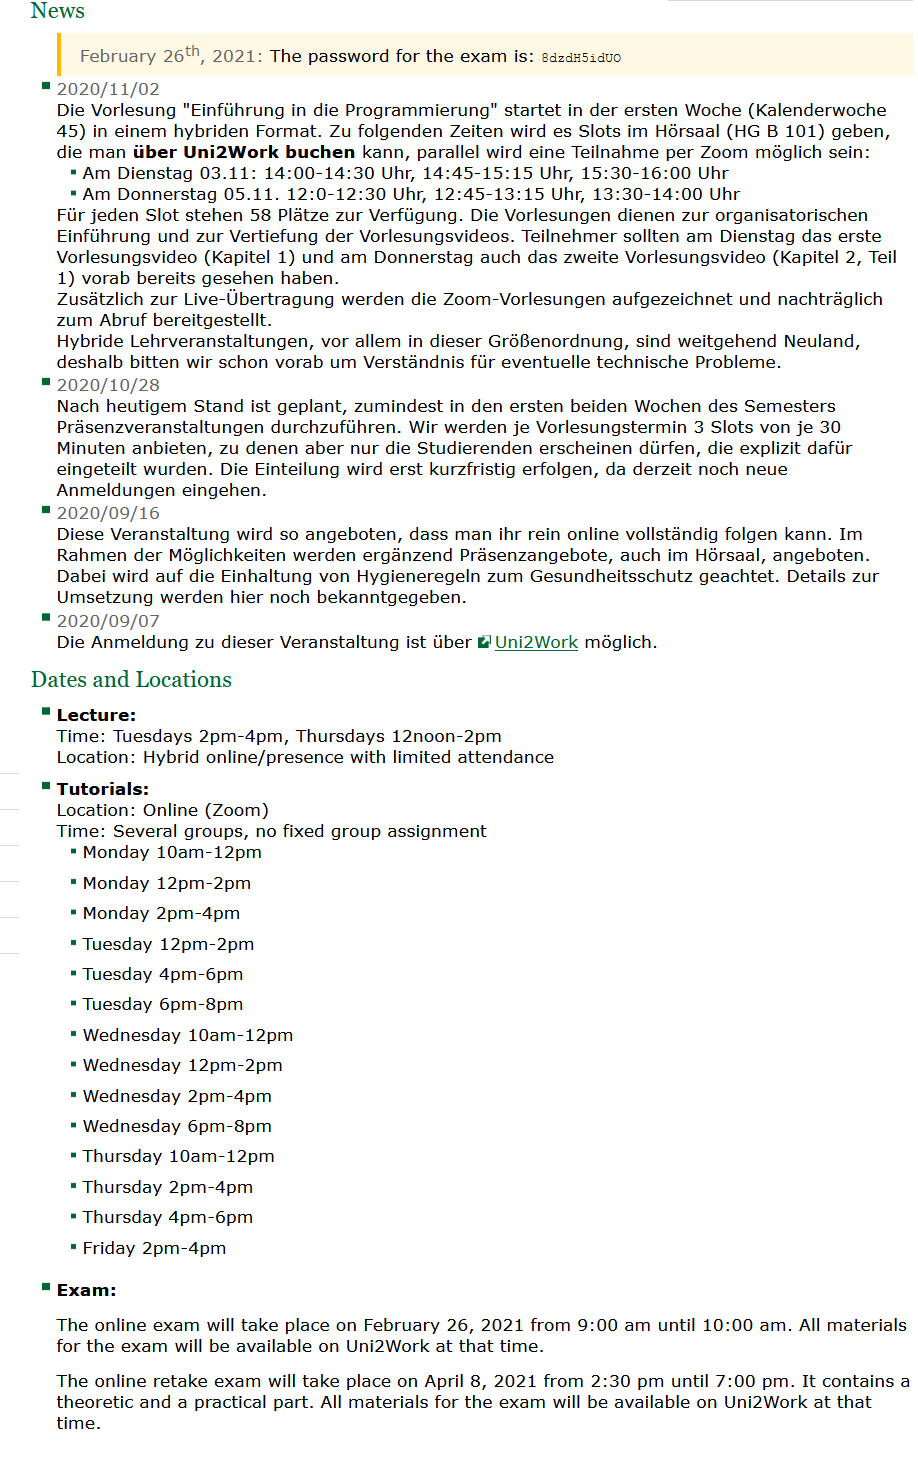 News
February 26th, 2021: The password for the exam is: 8dzdH5idUO
2020/11/02
Die Vorlesung "Einführung in die Programmierung" startet in der ersten Woche (Kalenderwoche
45) in einem hybriden Format. Zu folgenden Zeiten wird es Slots im Hörsaal (HG B 101) geben,
die man über Uni2Work buchen kann, parallel wird eine Teilnahme per Zoom möglich sein:
Am Dienstag 03.11: 14:00-14:30 Uhr, 14:45-15:15 Uhr, 15:30-16:00 Uhr
Am Donnerstag 05.11. 12:0-12:30 Uhr, 12:45-13:15 Uhr, 13:30-14:00 Uhr
Für jeden Slot stehen 58 Plätze zur Verfügung. Die Vorlesungen dienen zur organisatorischen
Einführung und zur Vertiefung der Vorlesungsvideos. Teilnehmer sollten am Dienstag das erste
Vorlesungsvideo (Kapitel 1) und am Donnerstag auch das zweite Vorlesungsvideo (Kapitel 2, Teil
1) vorab bereits gesehen haben.
Zusätzlich zur Live-Übertragung werden die Zoom-Vorlesungen aufgezeichnet und nachträglich
zum Abruf bereitgestellt.
Hybride Lehrveranstaltungen, vor allem in dieser Größenordnung, sind weitgehend Neuland,
deshalb bitten wir schon vorab um Verständnis für eventuelle technische Probleme.
2020/10/28
Nach heutigem Stand ist geplant, zumindest in den ersten beiden Wochen des Semesters
Präsenzveranstaltungen durchzuführen. Wir werden je Vorlesungstermin 3 Slots von je 30
Minuten anbieten, zu denen aber nur die Studierenden erscheinen dürfen, die explizit dafür
eingeteilt wurden. Die Einteilung wird erst kurzfristig erfolgen, da derzeit noch neue
Anmeldungen eingehen.
2020/09/16
Diese Veranstaltung wird so angeboten, dass man ihr rein online vollständig folgen kann. Im
Rahmen der Möglichkeiten werden ergänzend Präsenzangebote, auch im Hörsaal, angeboten.
Dabei wird auf die Einhaltung von Hygieneregeln zum Gesundheitsschutz geachtet. Details zur
Umsetzung werden hier noch bekanntgegeben.
2020/09/07
Die Anmeldung zu dieser Veranstaltung ist über Uni2Work möglich.
Dates and Locations
Lecture:
Time: Tuesdays 2pm-4pm, Thursdays 12noon-2pm
Location: Hybrid online/presence with limited attendance
Tutorials:
Location: Online (Zoom)
Time: Several groups, no fixed group assignment
Monday 10am-12pm
Monday 12pm-2pm
Monday 2pm-4pm
Tuesday 12pm-2pm
Tuesday 4pm-6pm
Tuesday 6pm-8pm
Wednesday 10am-12pm
Wednesday 12pm-2pm
Wednesday 2pm-4pm
Wednesday 6pm-8pm
Thursday 10am-12pm
Thursday 2pm-4pm
Thursday 4pm-6pm
Friday 2pm-4pm
Exam:
The online exam will take place on February 26, 2021 from 9:00 am until 10:00 am. All materials
for the exam will be available on Uni2Work at that time.
The online retake exam will take place on April 8, 2021 from 2:30 pm until 7:00 pm. It contains a
theoretic and a practical part. All materials for the exam will be available on Uni2Work at that
time.